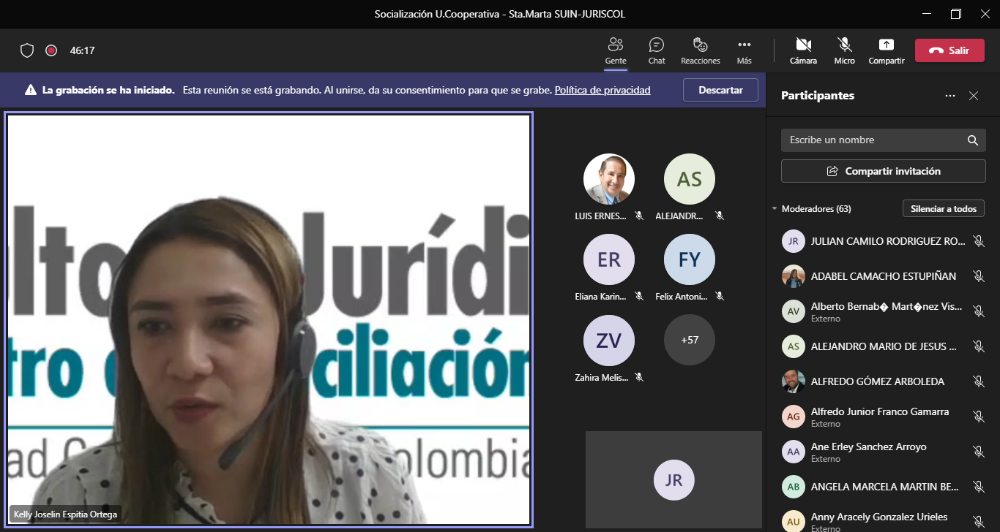 Socialización U.Cooperativa - Sta.Marta SUIN-JURISCOL
46:17
Gente
Chat
Reacciones
Más
Cámara
Micro
Compartir
Salir
La grabación se ha iniciado. Esta reunión se está grabando. Al unirse, da su consentimiento para que se grabe. Política de privacidad
Descartar
lto Jurídi
tro ciliación
ad C olombia
Kelly Joselin Espitia Ortega
LUIS ERNES...
AS
ALEJANDR...
ER
Eliana Karin...
FY
Felix Antoni...
ZV
Zahira Melis...
+57
JR
Participantes
Escribe un nombre
Compartir invitación
Moderadores (63)
Silenciar a todos
JR
JULIAN CAMILO RODRIGUEZ RO...
ADABEL CAMACHO ESTUPIÑAN
AV
Alberto Bernab� Mart�nez Vis...
Externo
AS
ALEJANDRO MARIO DE JESUS ...
ALFREDO GÓMEZ ARBOLEDA
AG
Alfredo Junior Franco Gamarra
Externo
AA
Ane Erley Sanchez Arroyo
Externo
AB
ANGELA MARCELA MARTIN BE...
AU
Anny Aracely Gonzalez Urieles
Externo